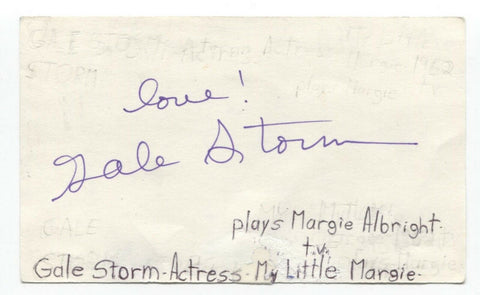 love!
Gale Storm
plays Margie Albright.
t.v.
Gale Storm-Actress-My Little Margie-